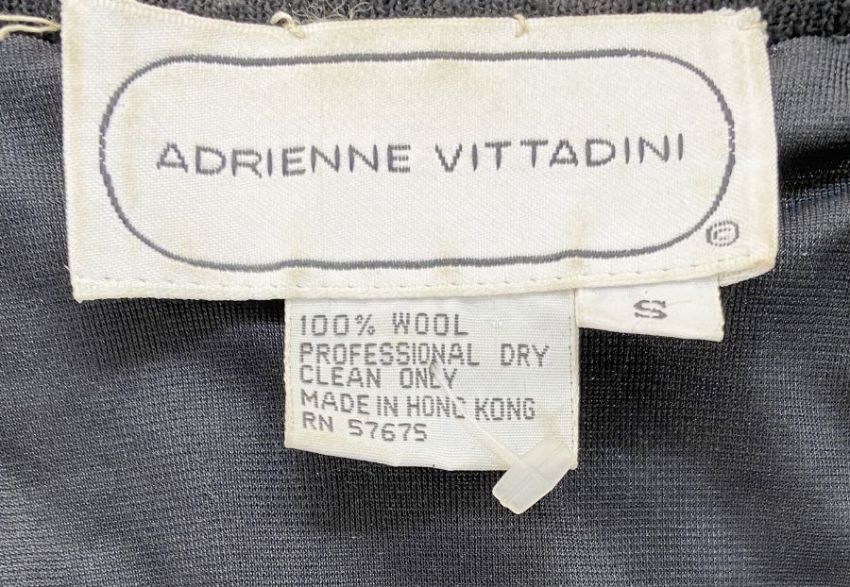 ADRIENNE VITTADINI
©
S
100% WOOL
PROFESSIONAL DRY
CLEAN ONLY
MADE IN HONG KONG
RN 57675